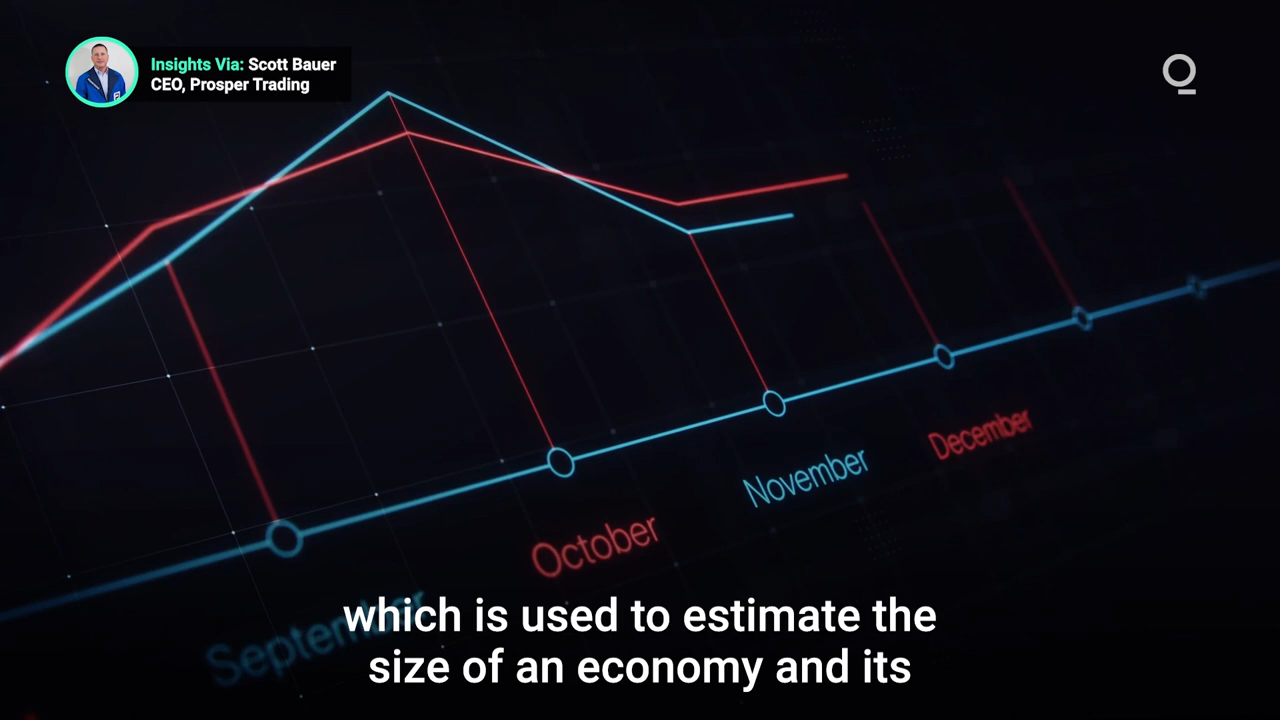 Insights Via: Scott Bauer
CEO, Prosper Trading
September
October
November
December
which is used to estimate the
size of an economy and its